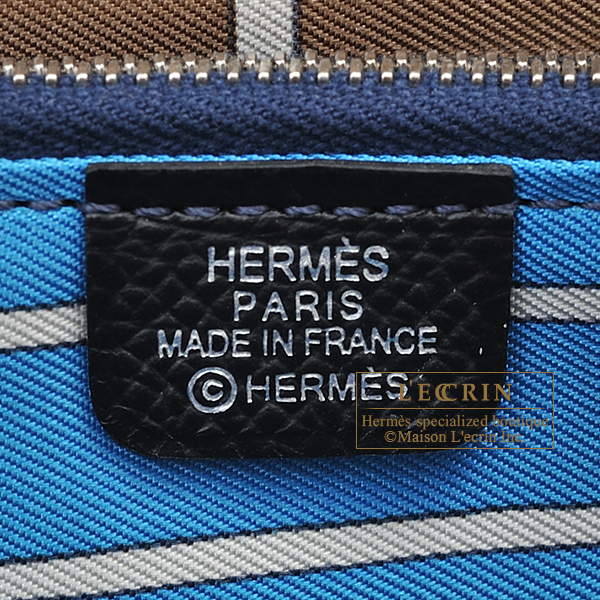 HERMÈS
PARIS
MADE IN FRANCE
©HERMÈS
LECRIN
Hermès specialized boutique
©Maison L'ecrin Inc.